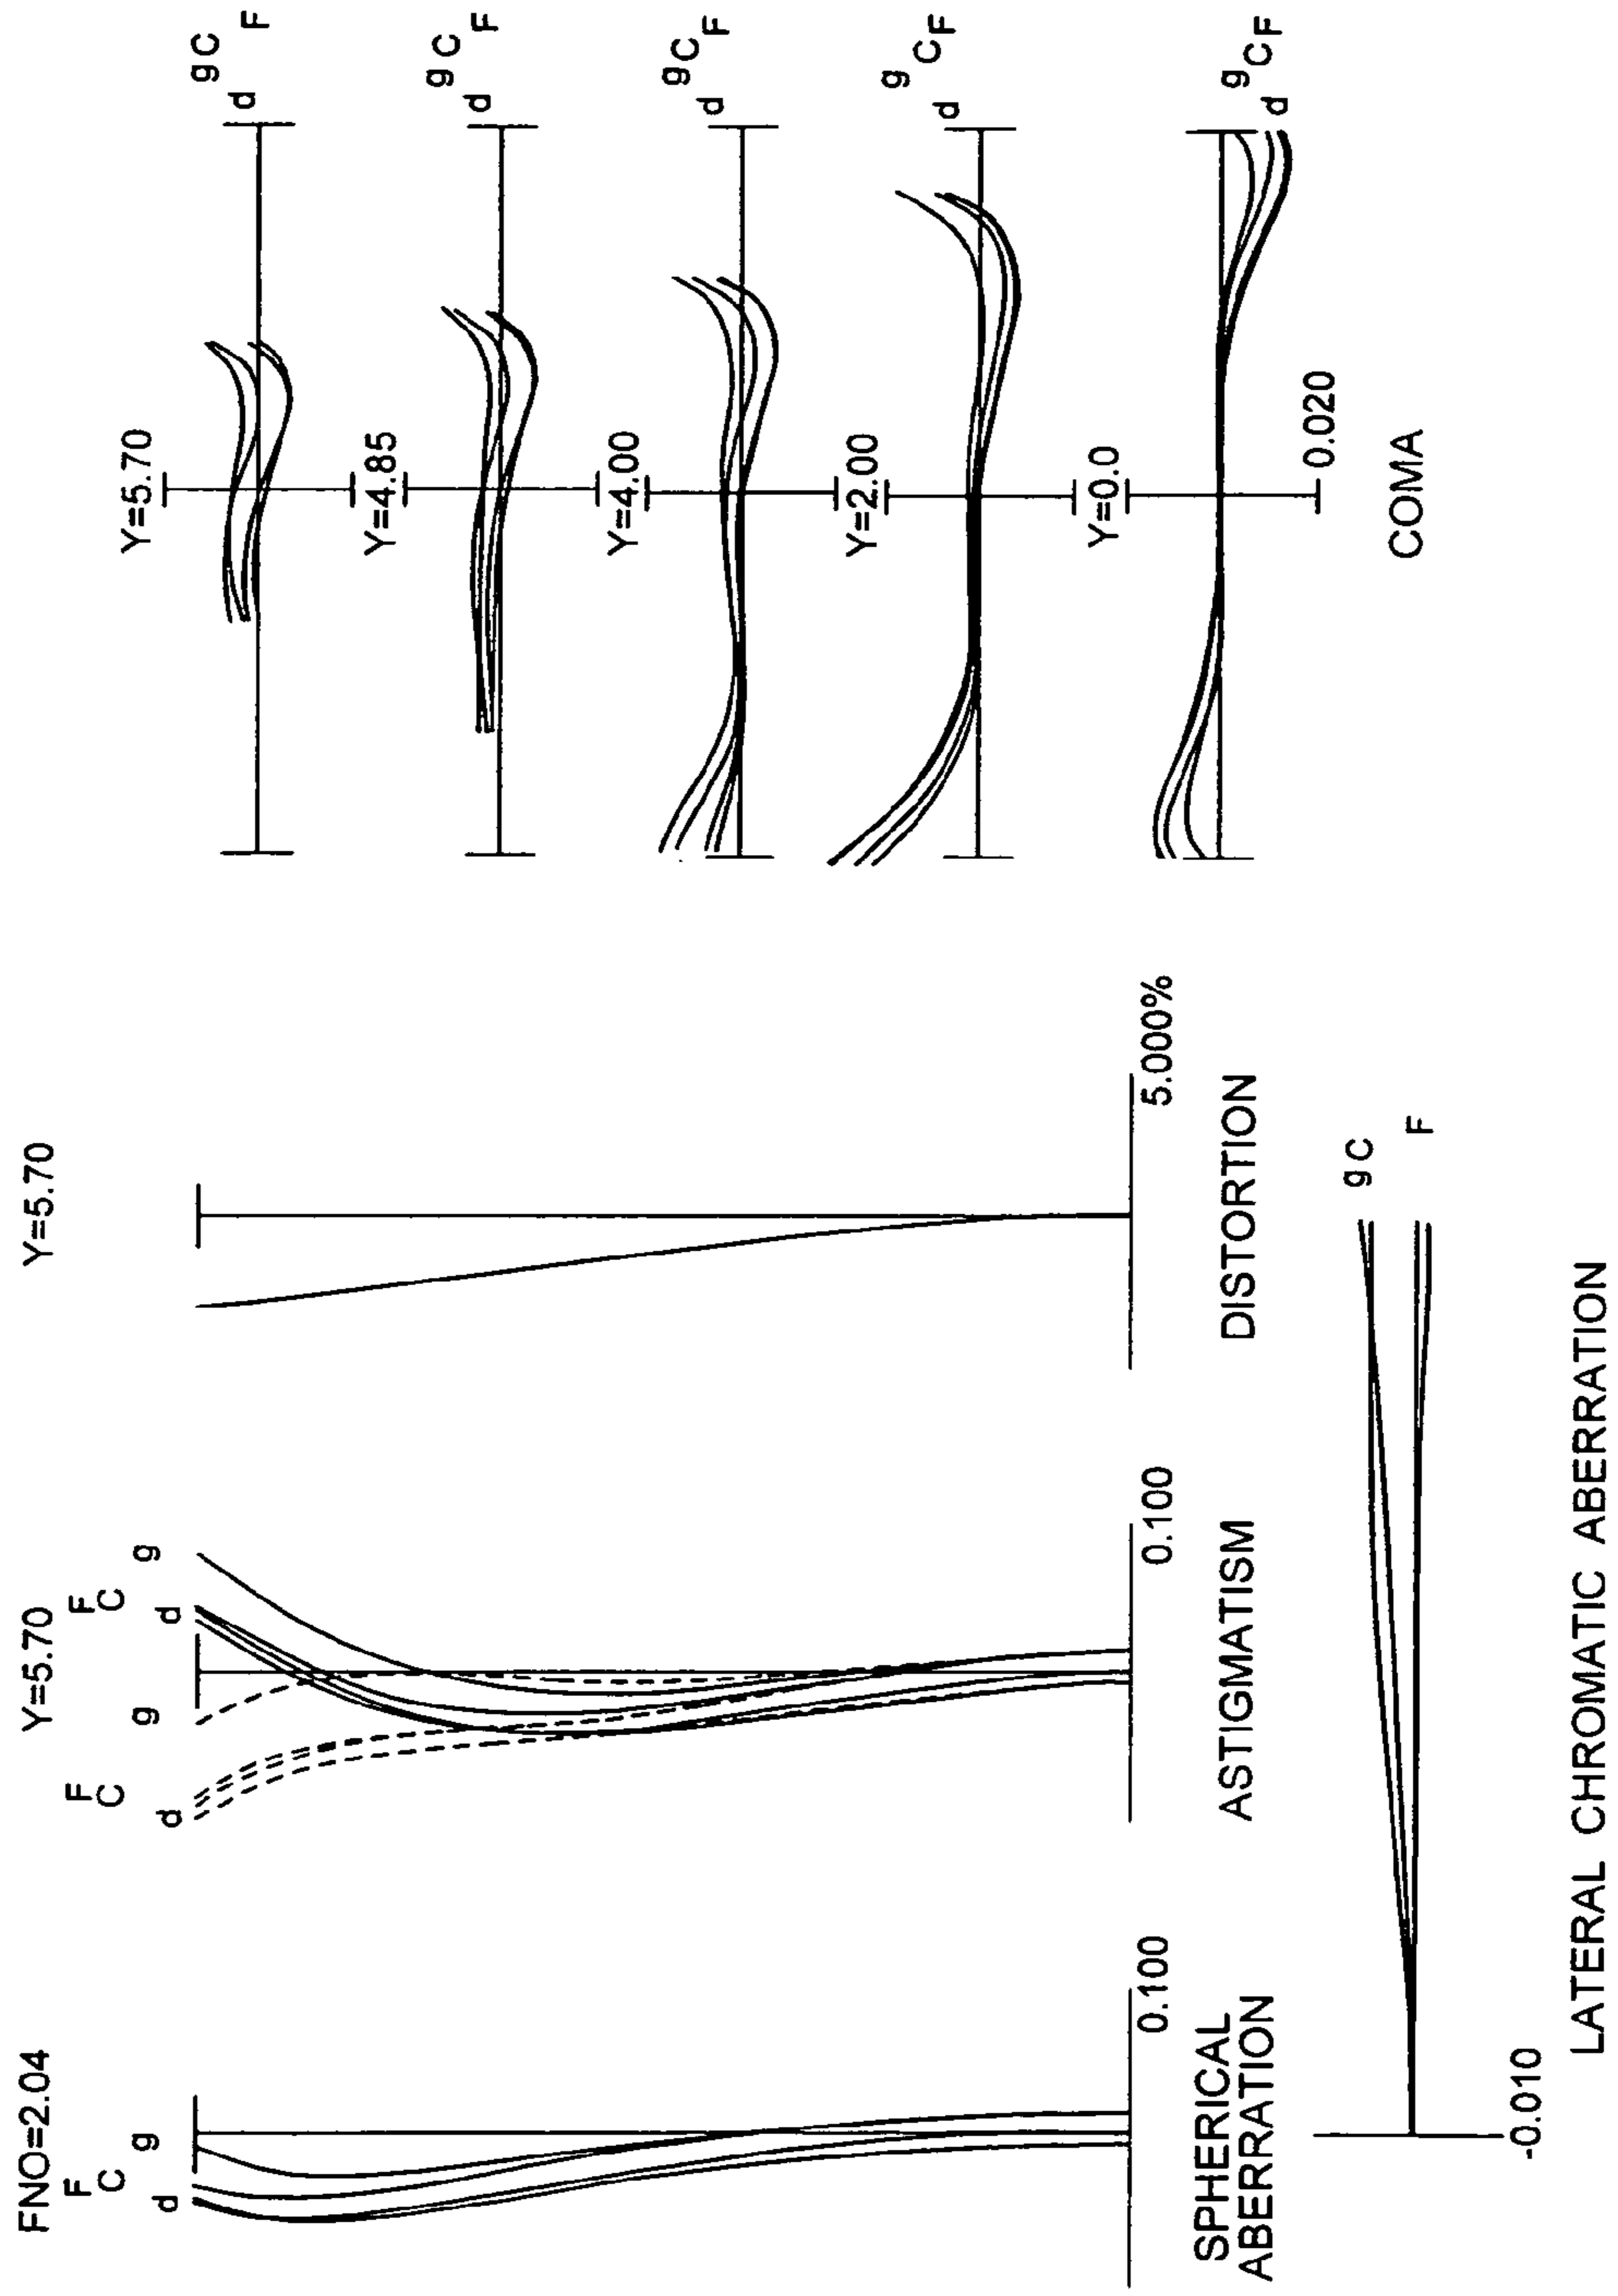 FNO=2.04
F
C
d
g
0.100
SPHERICAL
ABERRATION
Y=5.70
F
C
d
g
F
C
d
g
0.100
ASTIGMATISM
Y=5.70
5.000%
DISTORTION
Y=5.70
g C
d F
Y=4.85
g C
d F
Y=4.00
g C
d F
Y=2.00
g C
d F
Y=0.0
g C
d F
0.020
COMA
g C
F
-0.010
LATERAL CHROMATIC ABERRATION